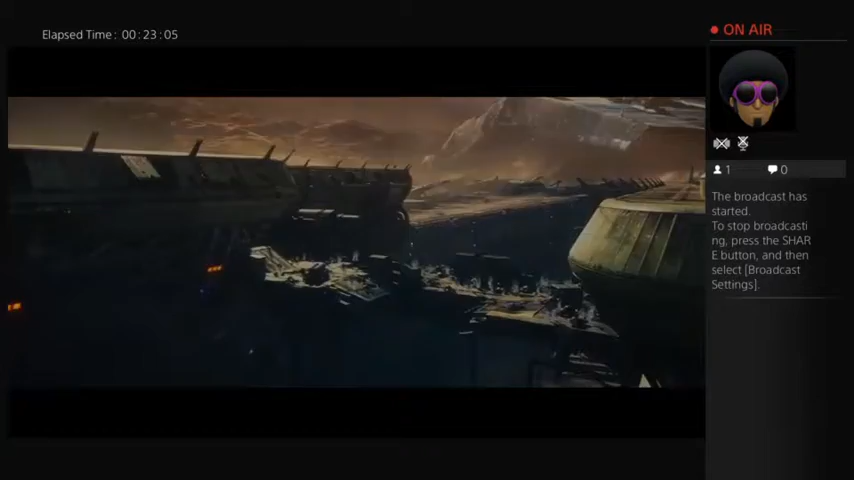 Elapsed Time : 00:23:05
ON AIR
1 0
The broadcast has
started.
To stop broadcasti
ng, press the SHAR
E button, and then
select [Broadcast
Settings].